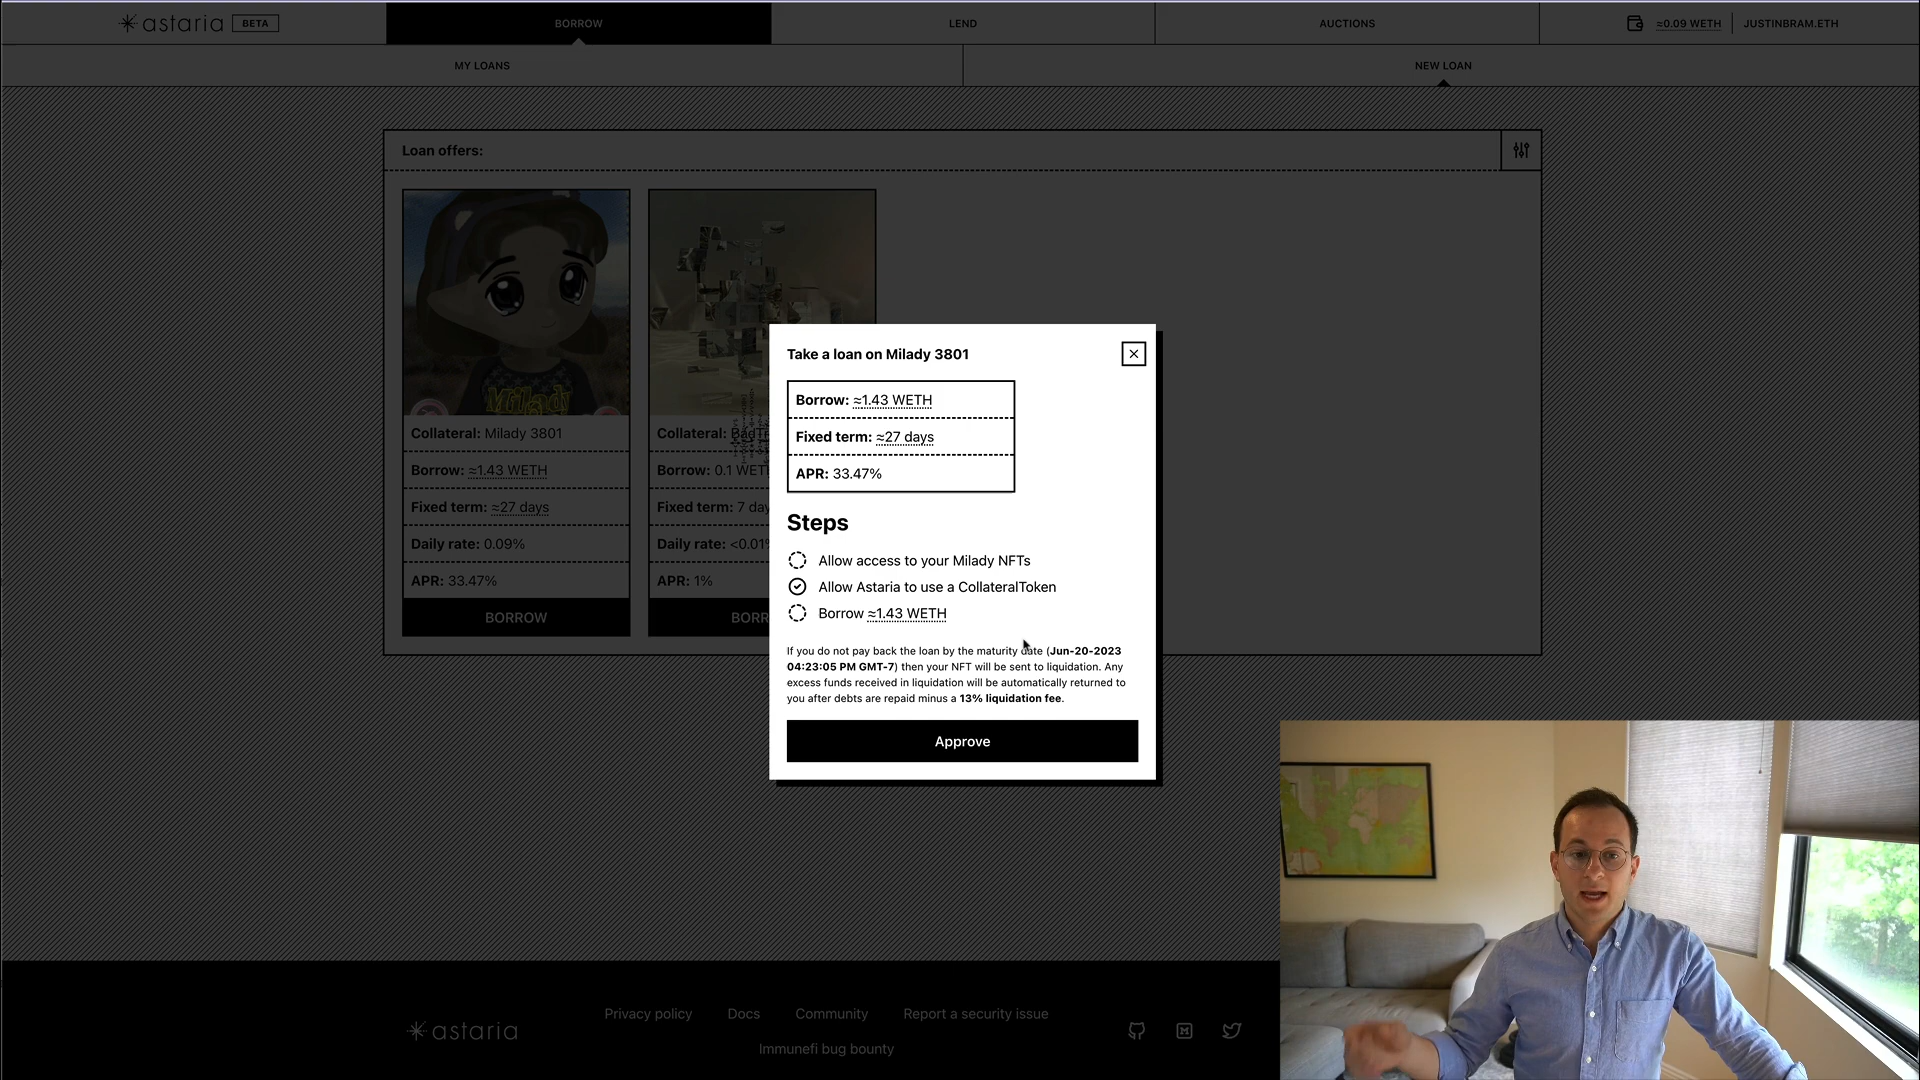 astaria BETA
BORROW
LEND
AUCTIONS
≈0.09 WETH
JUSTINBRAM.ETH
MY LOANS
NEW LOAN
Loan offers:
Milady
Collateral: Milady 3801
Borrow: ≈1.43 WETH
Fixed term: ≈27 days
Daily rate: 0.09%
APR: 33.47%
BORROW
Collateral:
Borrow: 0.1
Fixed term: 7
Daily rate:
APR: 1%
Take a loan on Milady 3801
Borrow: ≈1.43 WETH
Fixed term: ≈27 days
APR: 33.47%
Steps
Allow access to your Milady NFTs
Allow Astaria to use a CollateralToken
Borrow ≈1.43 WETH
If you do not pay back the loan by the maturity date (Jun-20-2023
04:23:05 PM GMT-7) then your NFT will be sent to liquidation. Any
excess funds received in liquidation will be automatically returned to
you after debts are repaid minus a 13% liquidation fee.
Approve
astaria
Privacy policy
Docs
Community
Report a security issue
Immunefi bug bounty